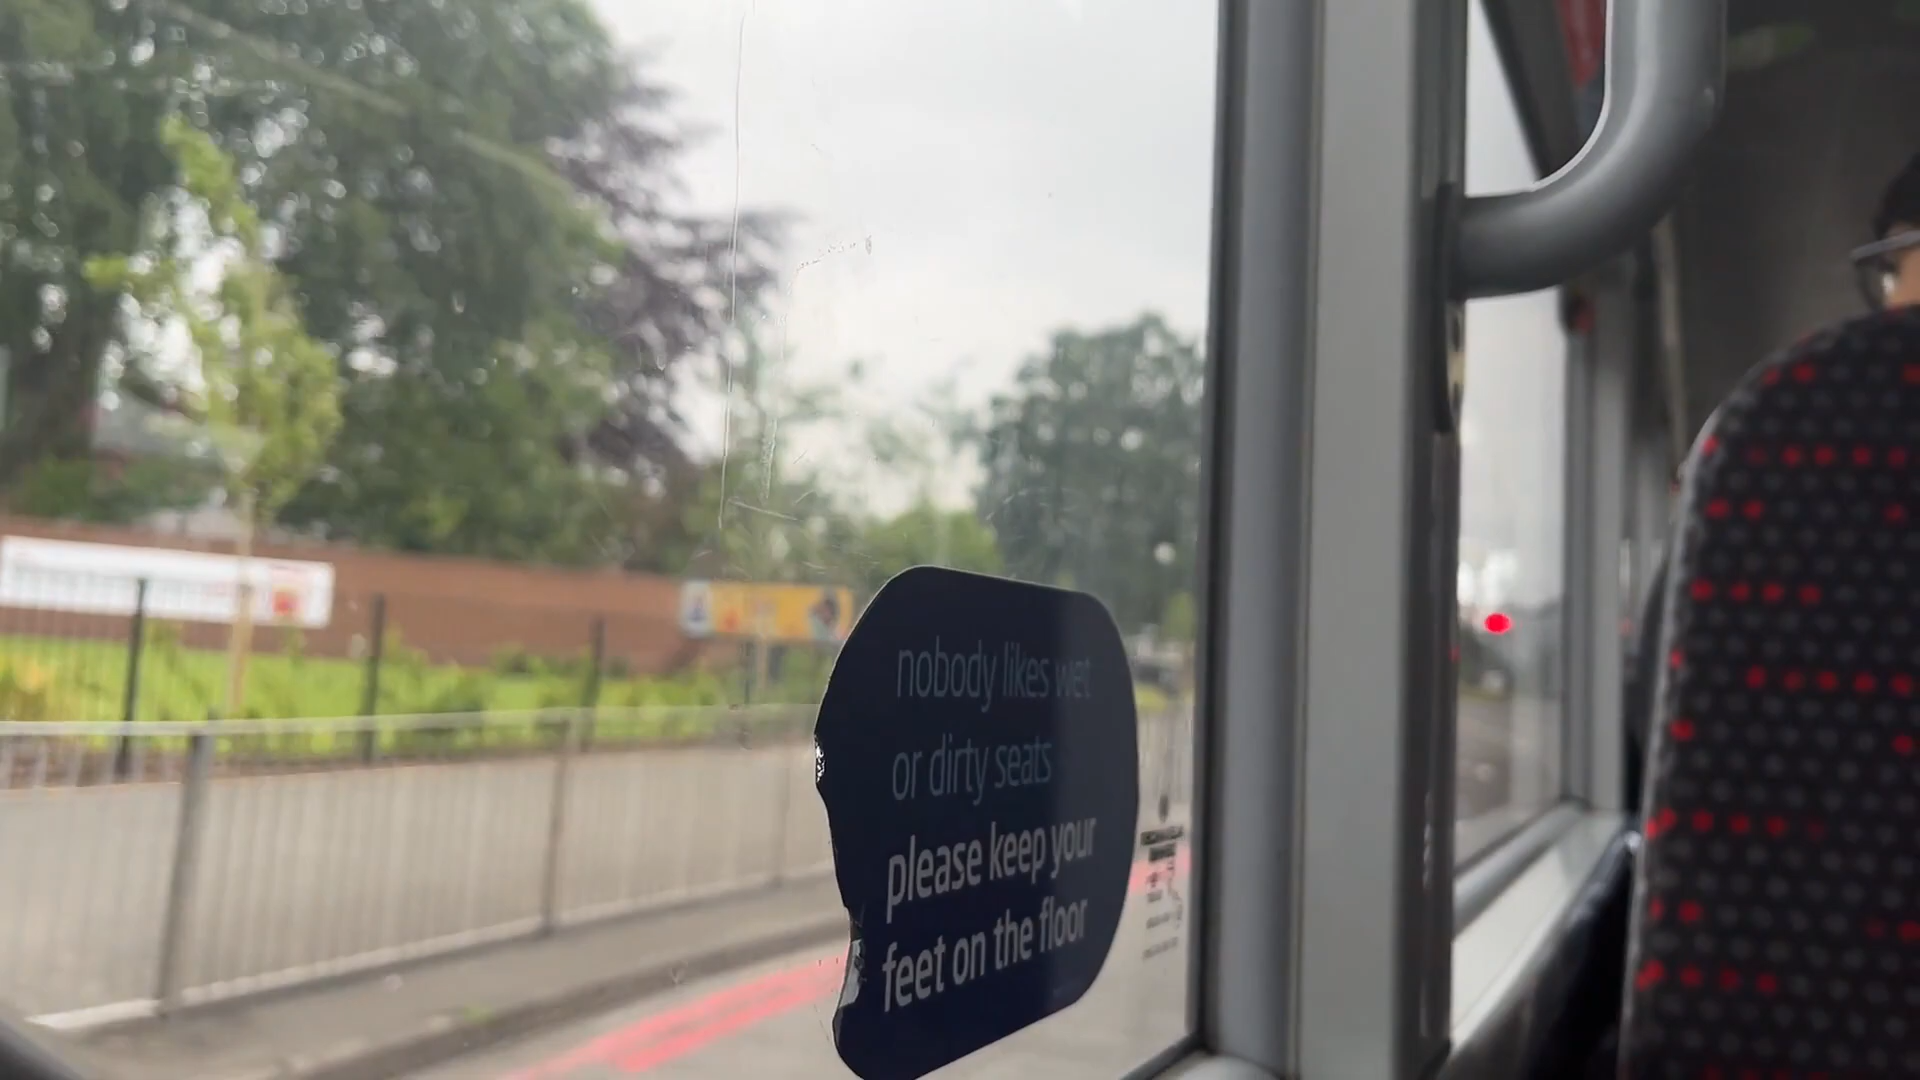 nobody likes wet
or dirty seats
please keep your
feet on the floor